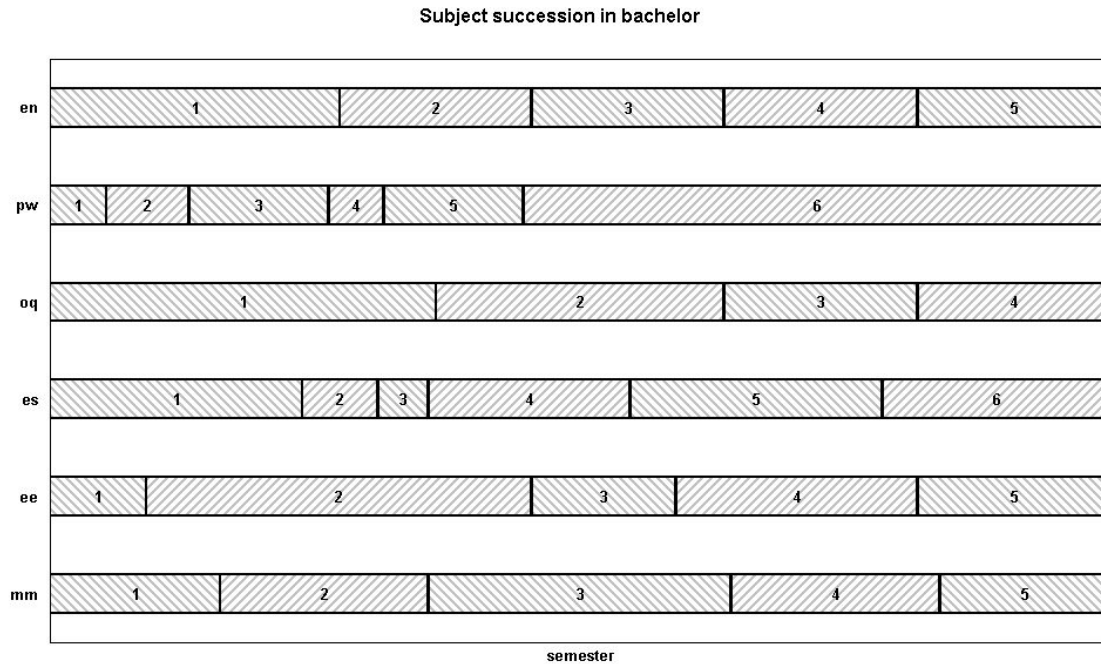 Subject succession in bachelor
en 1 2 3 4 5
pw 1 2 3 4 5 6
oq 1 2 3 4
es 1 2 3 4 5 6
ee 1 2 3 4 5
mm 1 2 3 4 5
semester